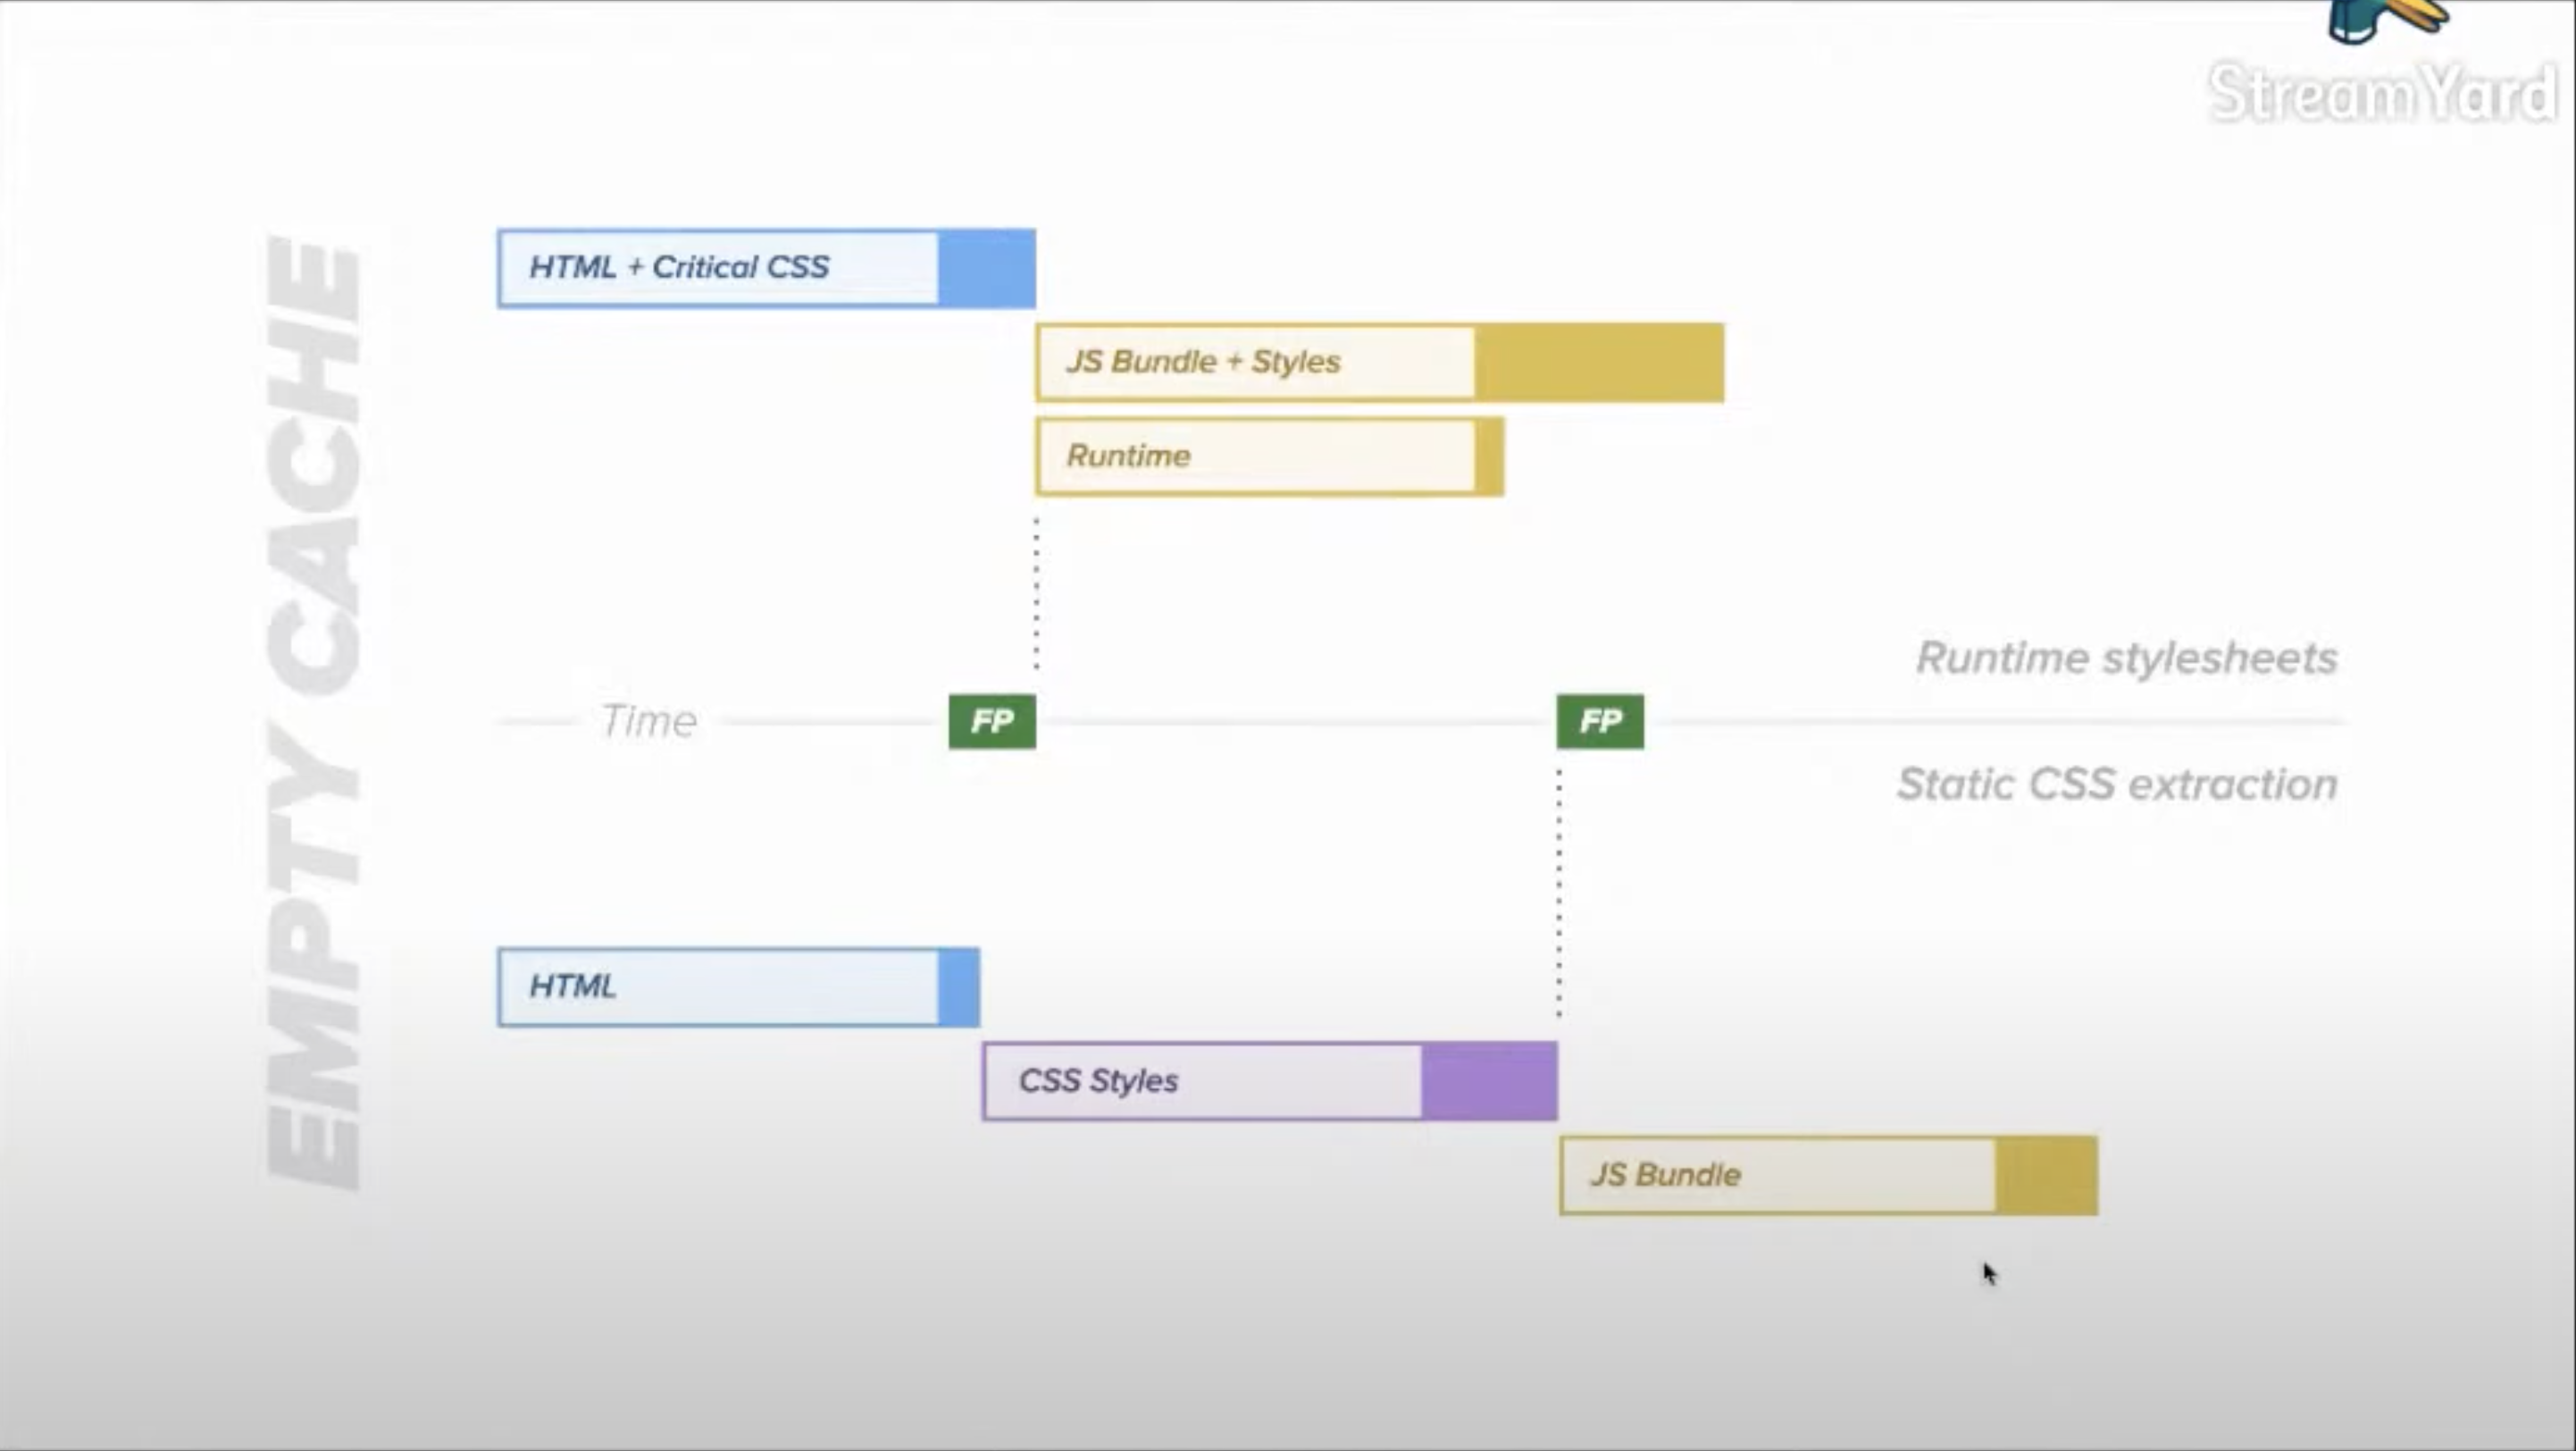 StreamYard
EMPTY CACHE
HTML + Critical CSS
JS Bundle + Styles
Runtime
Runtime stylesheets
Time
FP
FP
Static CSS extraction
HTML
CSS Styles
JS Bundle